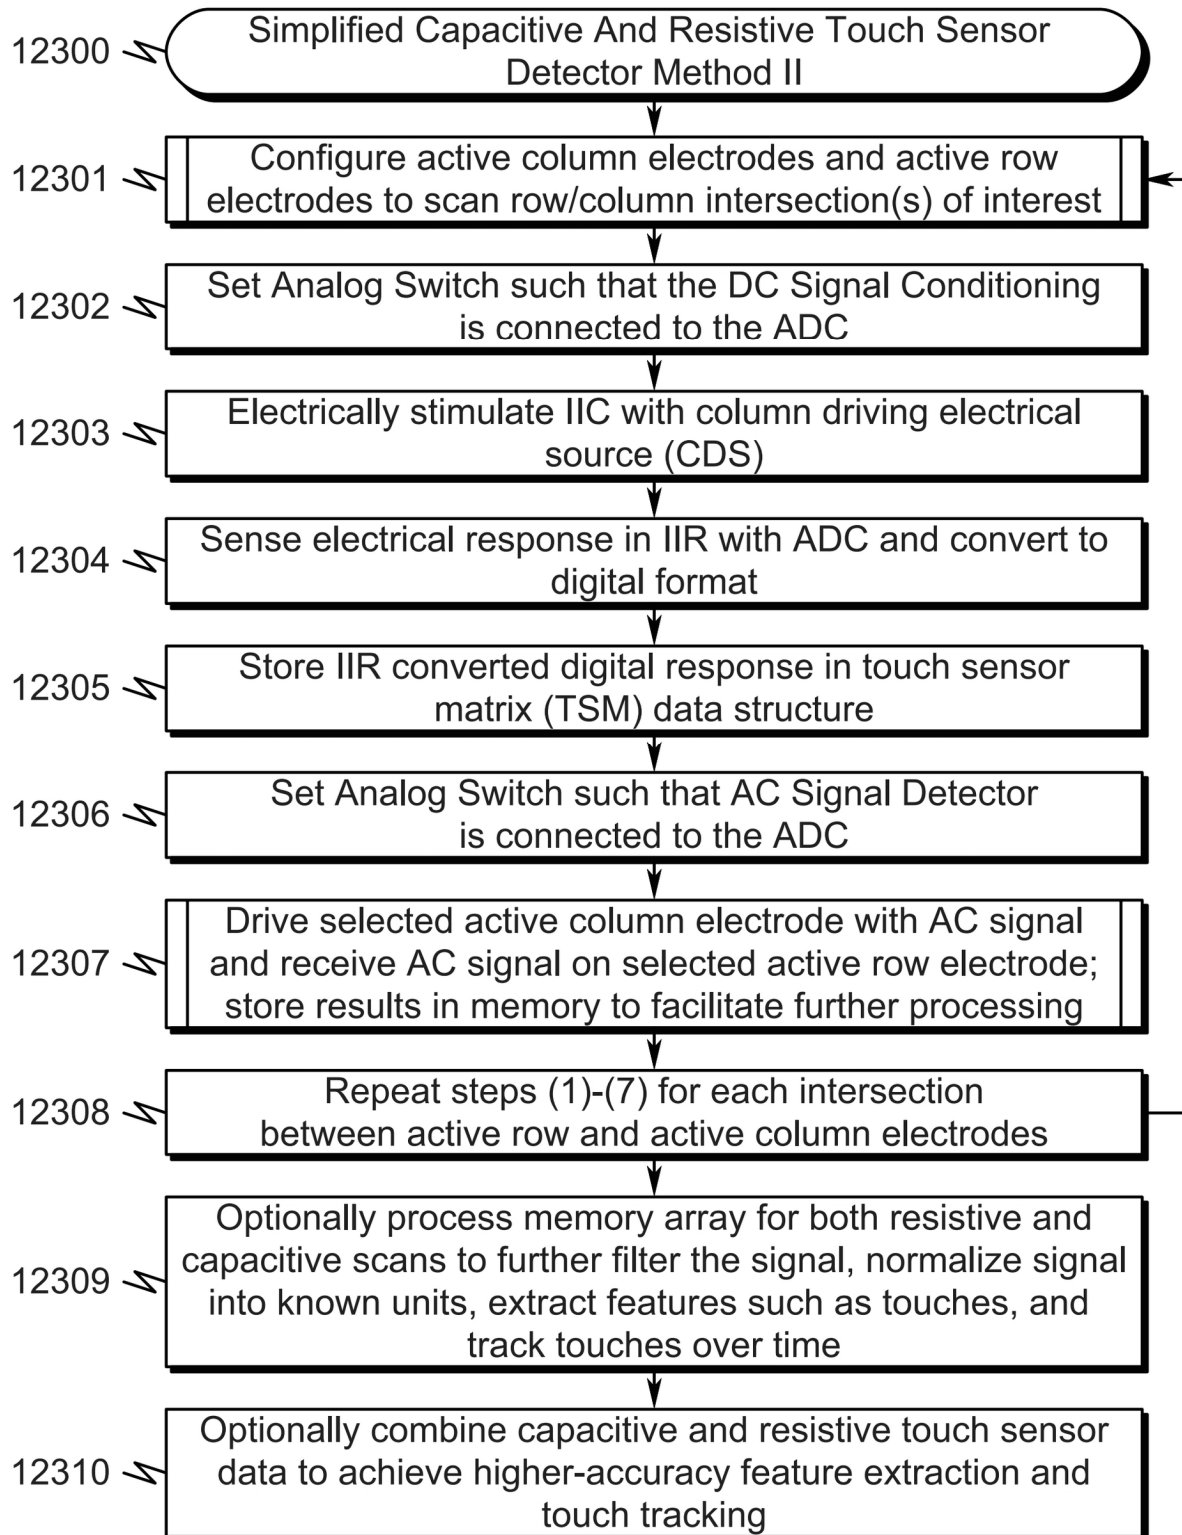 12300
Simplified Capacitive And Resistive Touch Sensor
Detector Method II
12301
Configure active column electrodes and active row
electrodes to scan row/column intersection(s) of interest
12302
Set Analog Switch such that the DC Signal Conditioning
is connected to the ADC
12303
Electrically stimulate IIC with column driving electrical
source (CDS)
12304
Sense electrical response in IIR with ADC and convert to
digital format
12305
Store IIR converted digital response in touch sensor
matrix (TSM) data structure
12306
Set Analog Switch such that AC Signal Detector
is connected to the ADC
12307
Drive selected active column electrode with AC signal
and receive AC signal on selected active row electrode;
store results in memory to facilitate further processing
12308
Repeat steps (1)-(7) for each intersection
between active row and active column electrodes
12309
Optionally process memory array for both resistive and
capacitive scans to further filter the signal, normalize signal
into known units, extract features such as touches, and
track touches over time
12310
Optionally combine capacitive and resistive touch sensor
data to achieve higher-accuracy feature extraction and
touch tracking